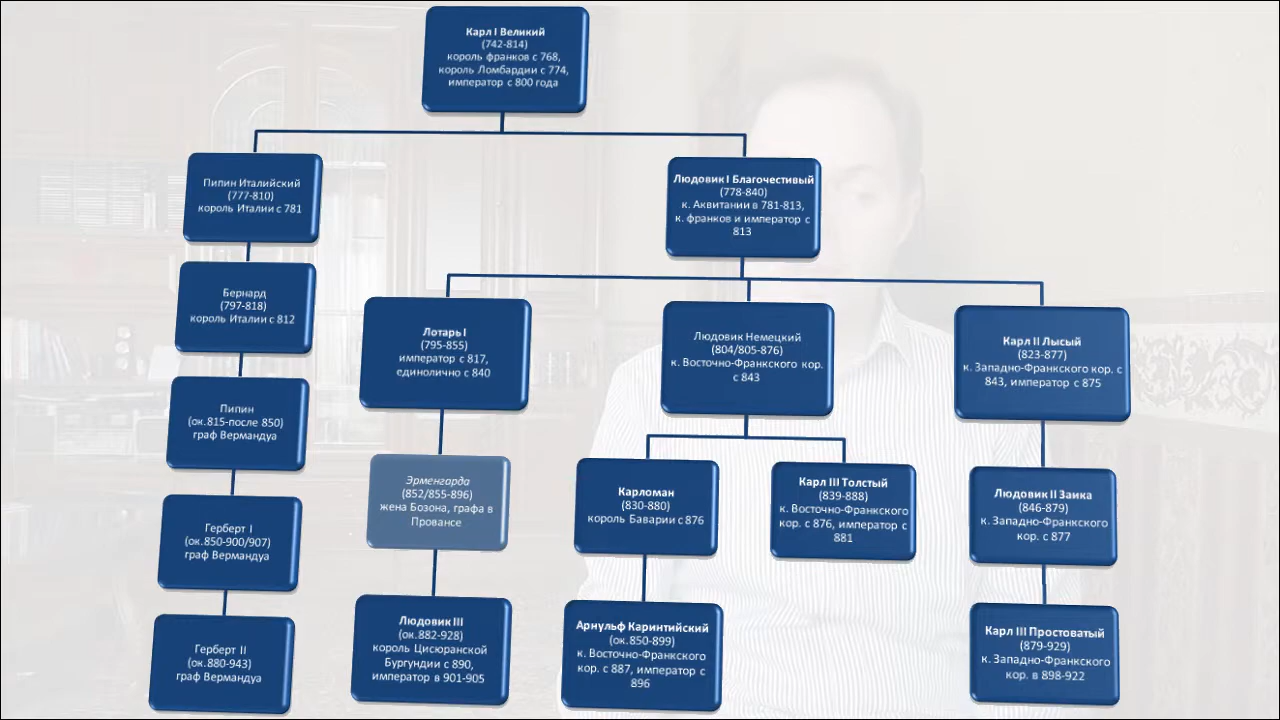 Карл I Великий
(742-814)
король франков с 768,
король Ломбардии с 774,
император с 800 года
Пипин Италийский
(777-810)
король Италии с 781
Людовик I Благочестивый
(778-840)
к. Аквитании в 781-813,
к. франков и император с
813
Бернард
(797-818)
король Италии с 812
Лотарь I
(795-855)
император с 817,
единолично с 840
Людовик Немецкий
(804/805-876)
к. Восточно-Франкского кор.
с 843
Карл II Лысый
(823-877)
к. Западно-Франкского кор. с
843, император с 875
Пипин
(ок.815-после 850)
граф Вермандуа
Эрменгарда
(852/855-896)
жена Бозона, графа в
Провансе
Карломан
(830-880)
король Баварии с 876
Карл III Толстый
(839-888)
к. Восточно-Франкского
кор. с 876, император с
881
Людовик II Заика
(846-879)
к. Западно-Франкского
кор. с 877
Герберт I
(ок.850-900/907)
граф Вермандуа
Герберт II
(ок.880-943)
граф Вермандуа
Людовик III
(ок.882-928)
король Цисюранской
Бургундии с 890,
император в 901-905
Арнульф Каринтийский
(ок.850-899)
к. Восточно-Франкского
кор. с 887, император с
896
Карл III Простоватый
(879-929)
к. Западно-Франкского
кор. в 898-922